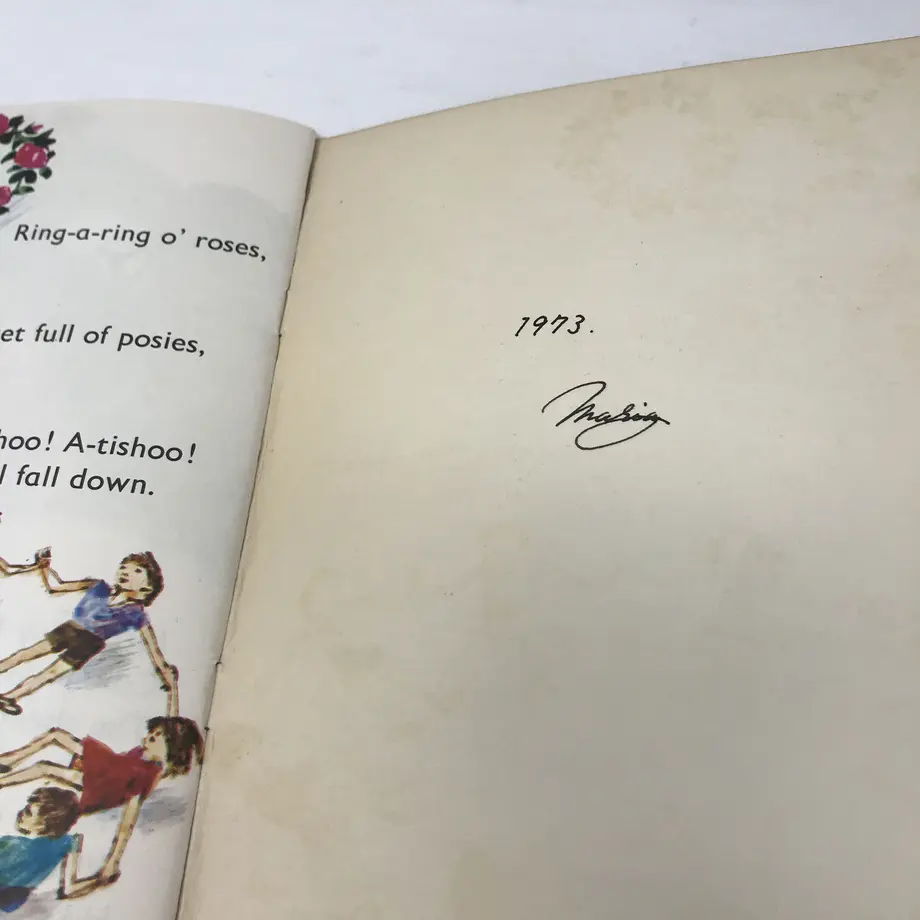 Ring-a-ring o' roses,
et full of posies,
hoo! A-tishoo!
l fall down.
1973.